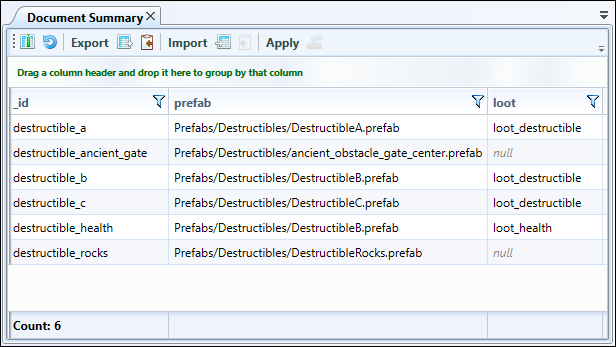 Document Summary
Export Import Apply
Drag a column header and drop it here to group by that column
_id prefab loot
destructible_a Prefabs/Destructibles/DestructibleA.prefab loot_destructible
destructible_ancient_gate Prefabs/Destructibles/ancient_obstacle_gate_center.prefab null
destructible_b Prefabs/Destructibles/DestructibleB.prefab loot_destructible
destructible_c Prefabs/Destructibles/DestructibleC.prefab loot_destructible
destructible_health Prefabs/Destructibles/DestructibleB.prefab loot_health
destructible_rocks Prefabs/Destructibles/DestructibleRocks.prefab null
Count: 6